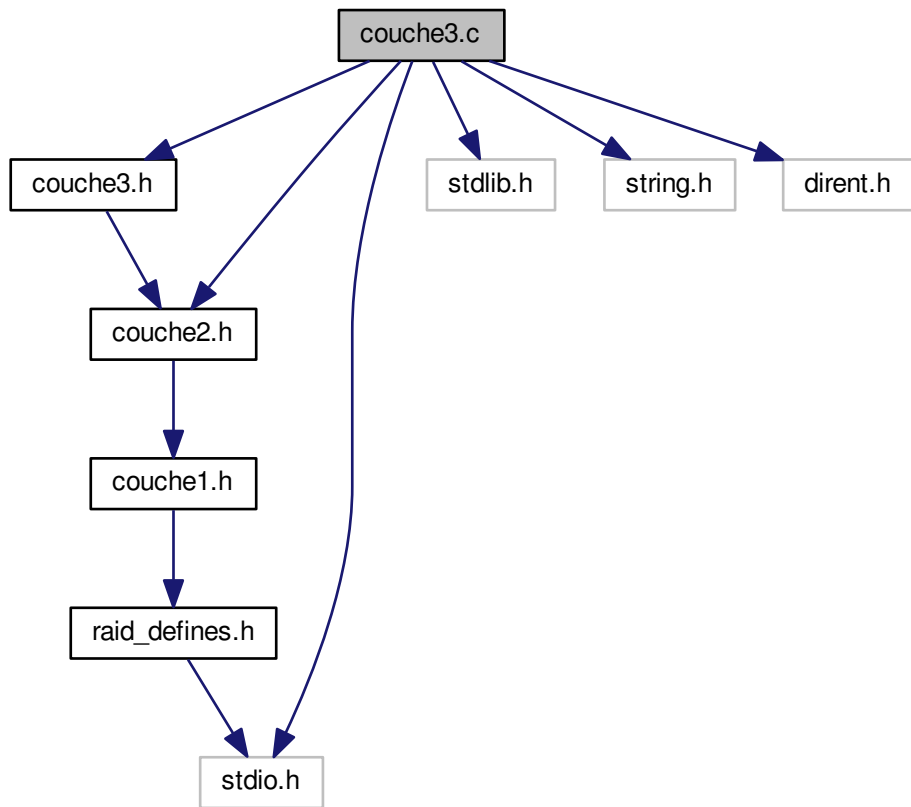 couche3.c
couche3.h
stdlib.h
string.h
dirent.h
couche2.h
couche1.h
raid_defines.h
stdio.h